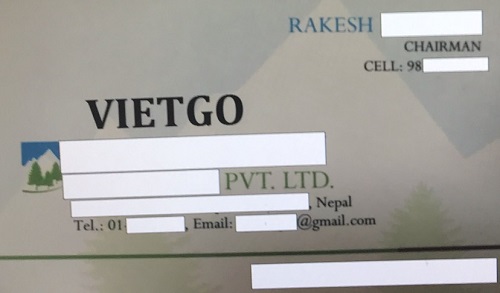 RAKESH
CHAIRMAN
CELL: 98
VIETGO
PVT. LTD.
, Nepal
Tel.: 01-
, Email:
@gmail.com